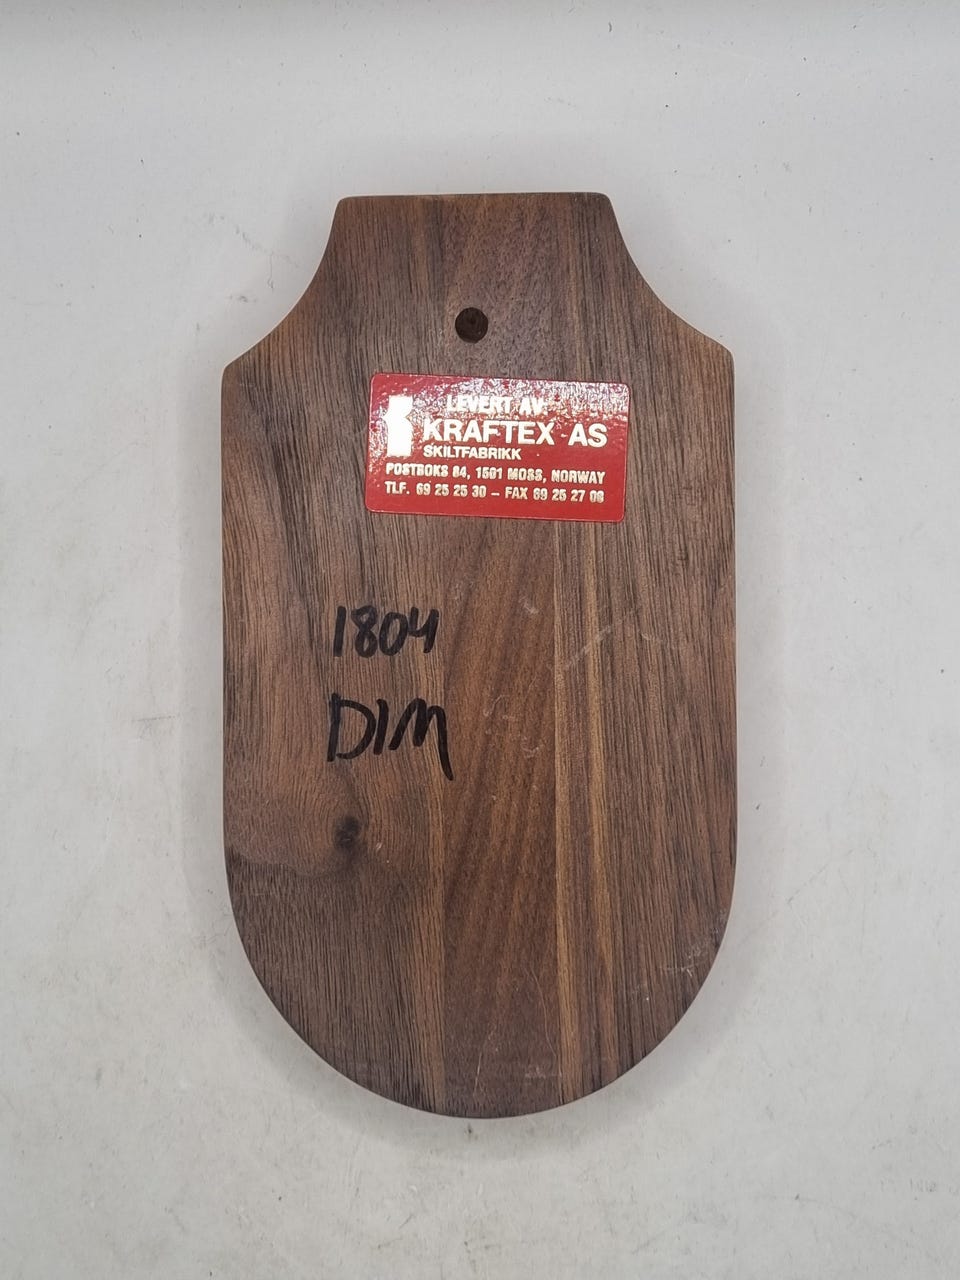 LEVERT AV:
KRAFTEX AS
SKILTFABRIKK
POSTBOKS 84, 1501 MOSS, NORWAY
TLF. 69 25 25 30 – FAX 69 25 27 06
1804
DIM